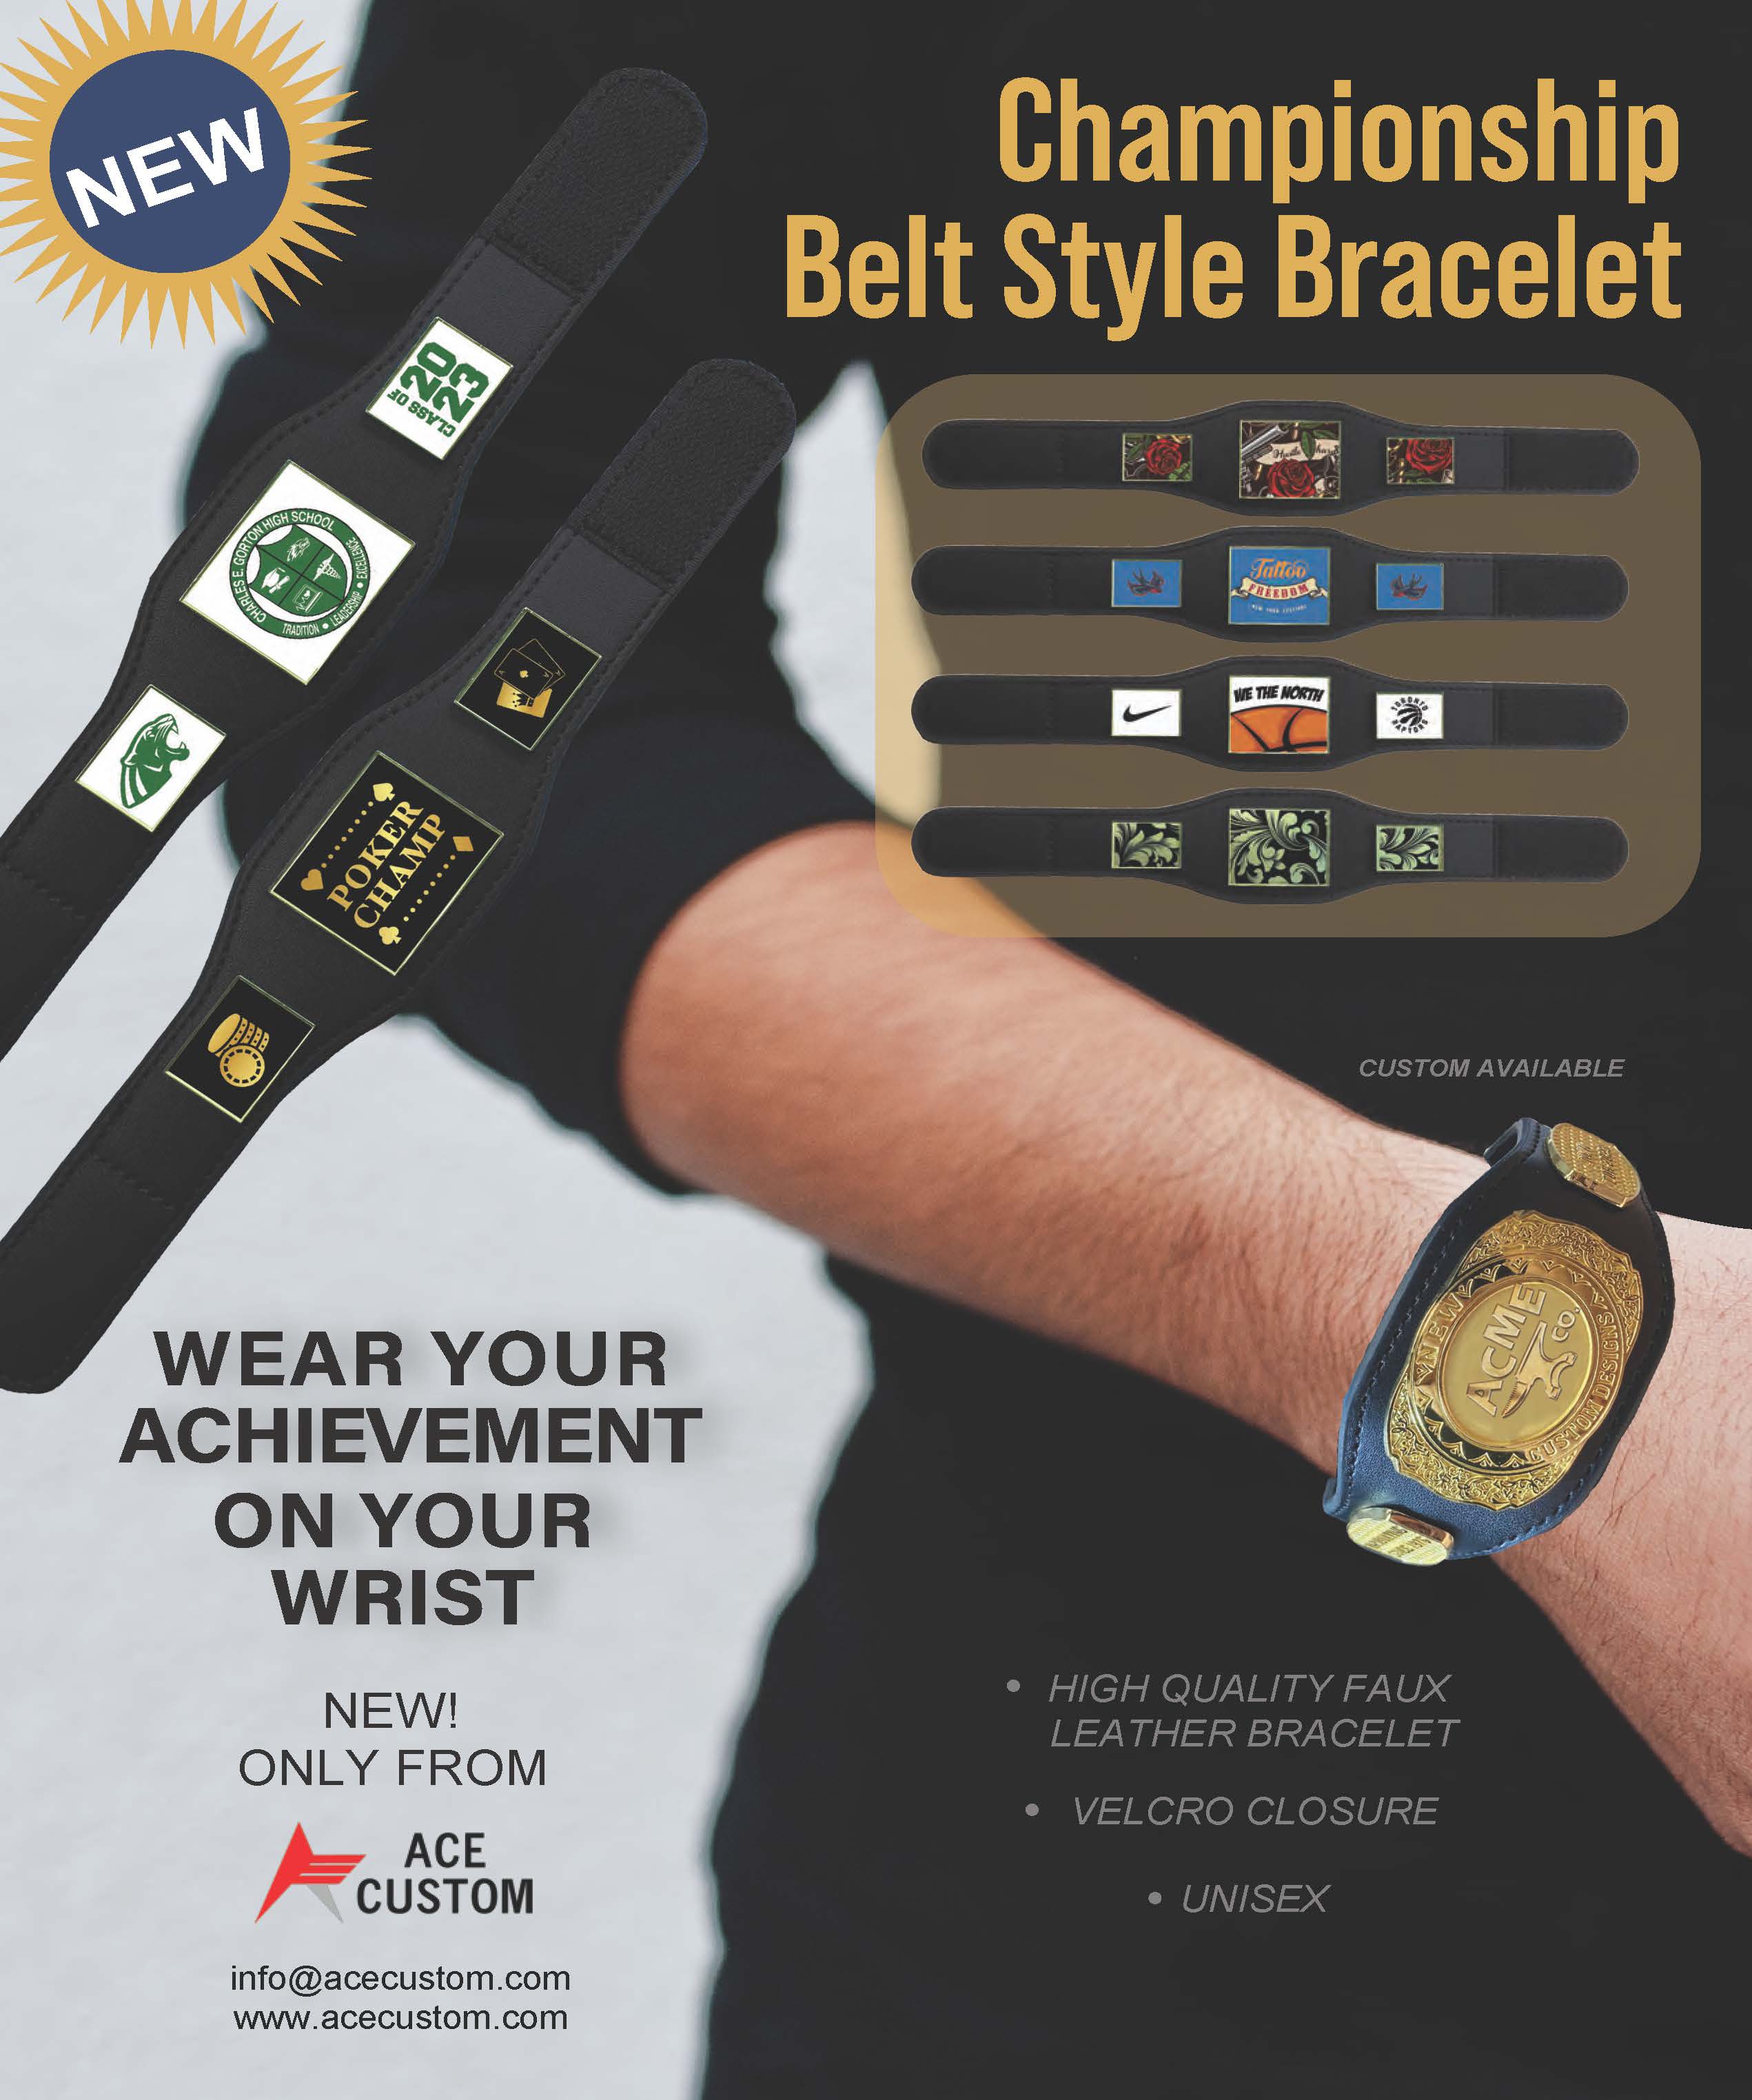 NEW
Championship
Belt Style Bracelet
CLASS OF
20
23
CHARLES E. GORTON HIGH SCHOOL
TRADITION • LEADERSHIP • EXCELLENCE
POKER
CHAMP
Hustle hard
Tattoo
FREEDOM
WE THE NORTH
TORONTO
RAPTORS
CUSTOM AVAILABLE
ACME
CO.
CUSTOM DESIGNS
WEAR YOUR
ACHIEVEMENT
ON YOUR
WRIST
NEW!
ONLY FROM
ACE
CUSTOM
info@acecustom.com
www.acecustom.com
• HIGH QUALITY FAUX
LEATHER BRACELET
• VELCRO CLOSURE
• UNISEX